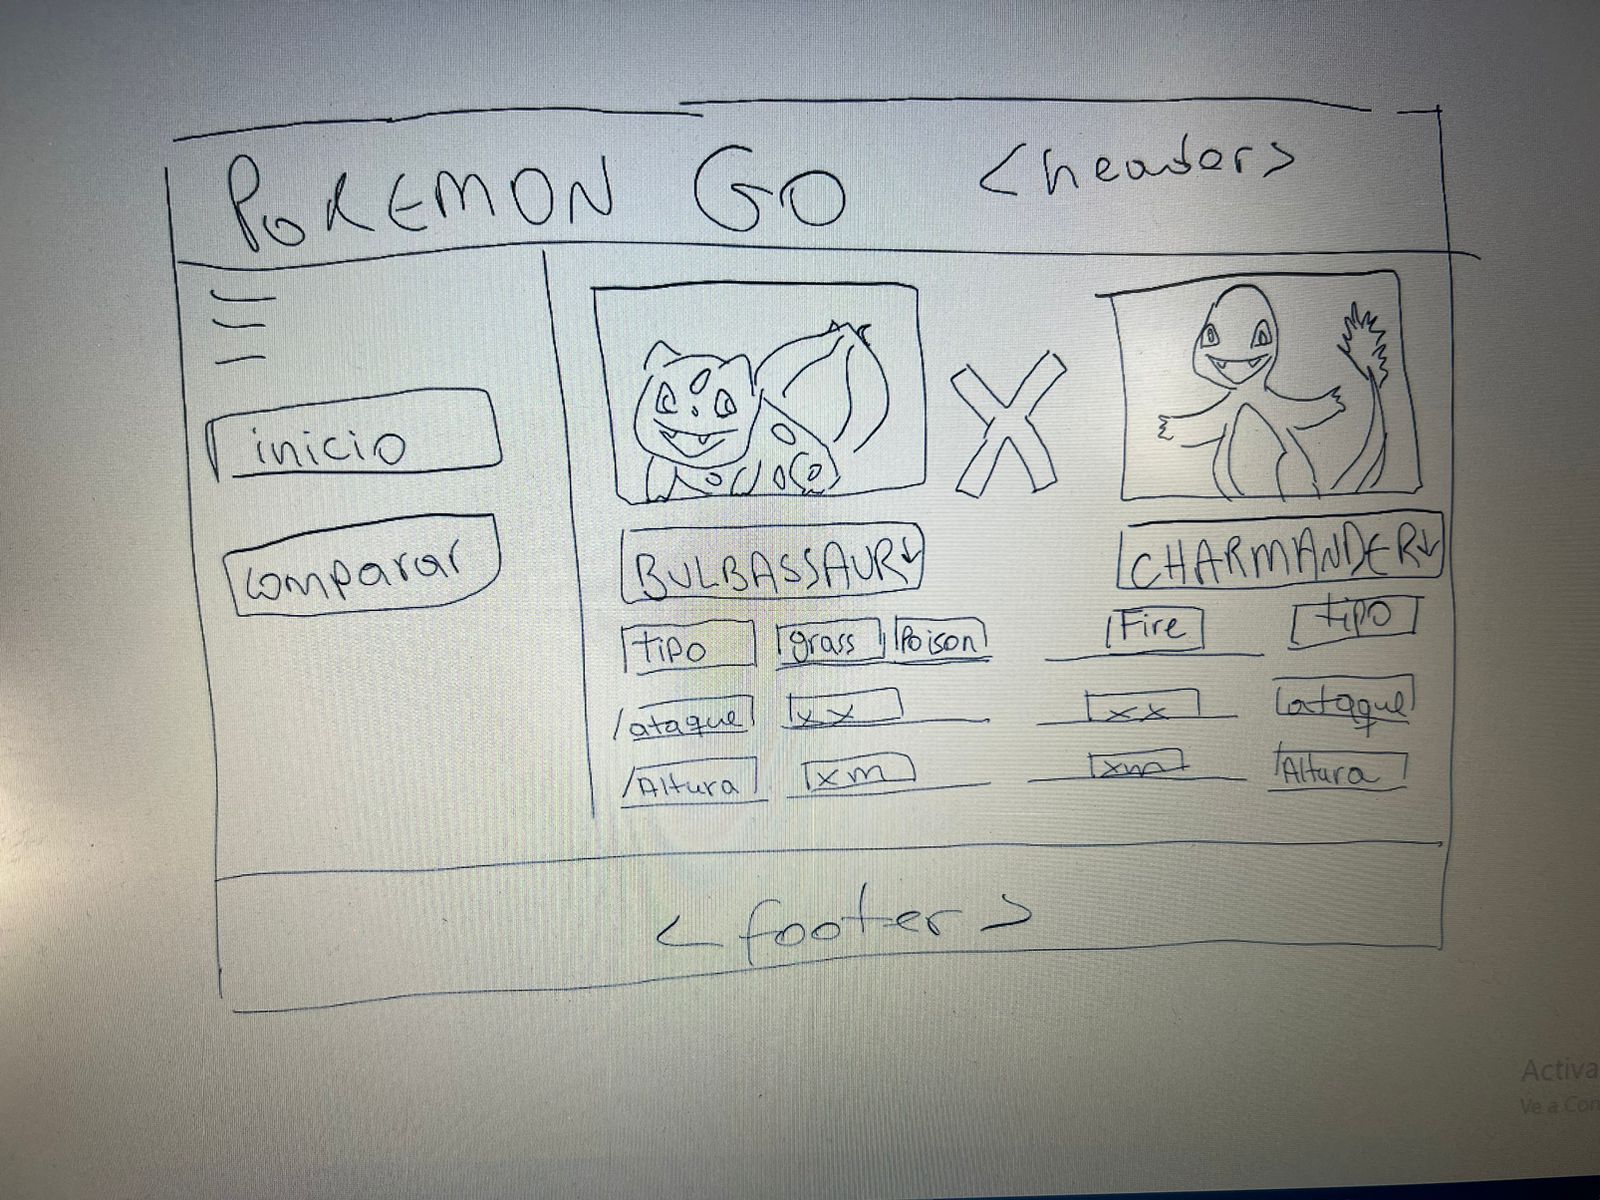 POKEMON GO <header>
inicio
comparar
BULBASSAUR↓
CHARMANDER↓
tipo grass Poison
Fire tipo
ataque xx
xx ataque
Altura xm
xm Altura
<footer>
Activa
Ve a Con